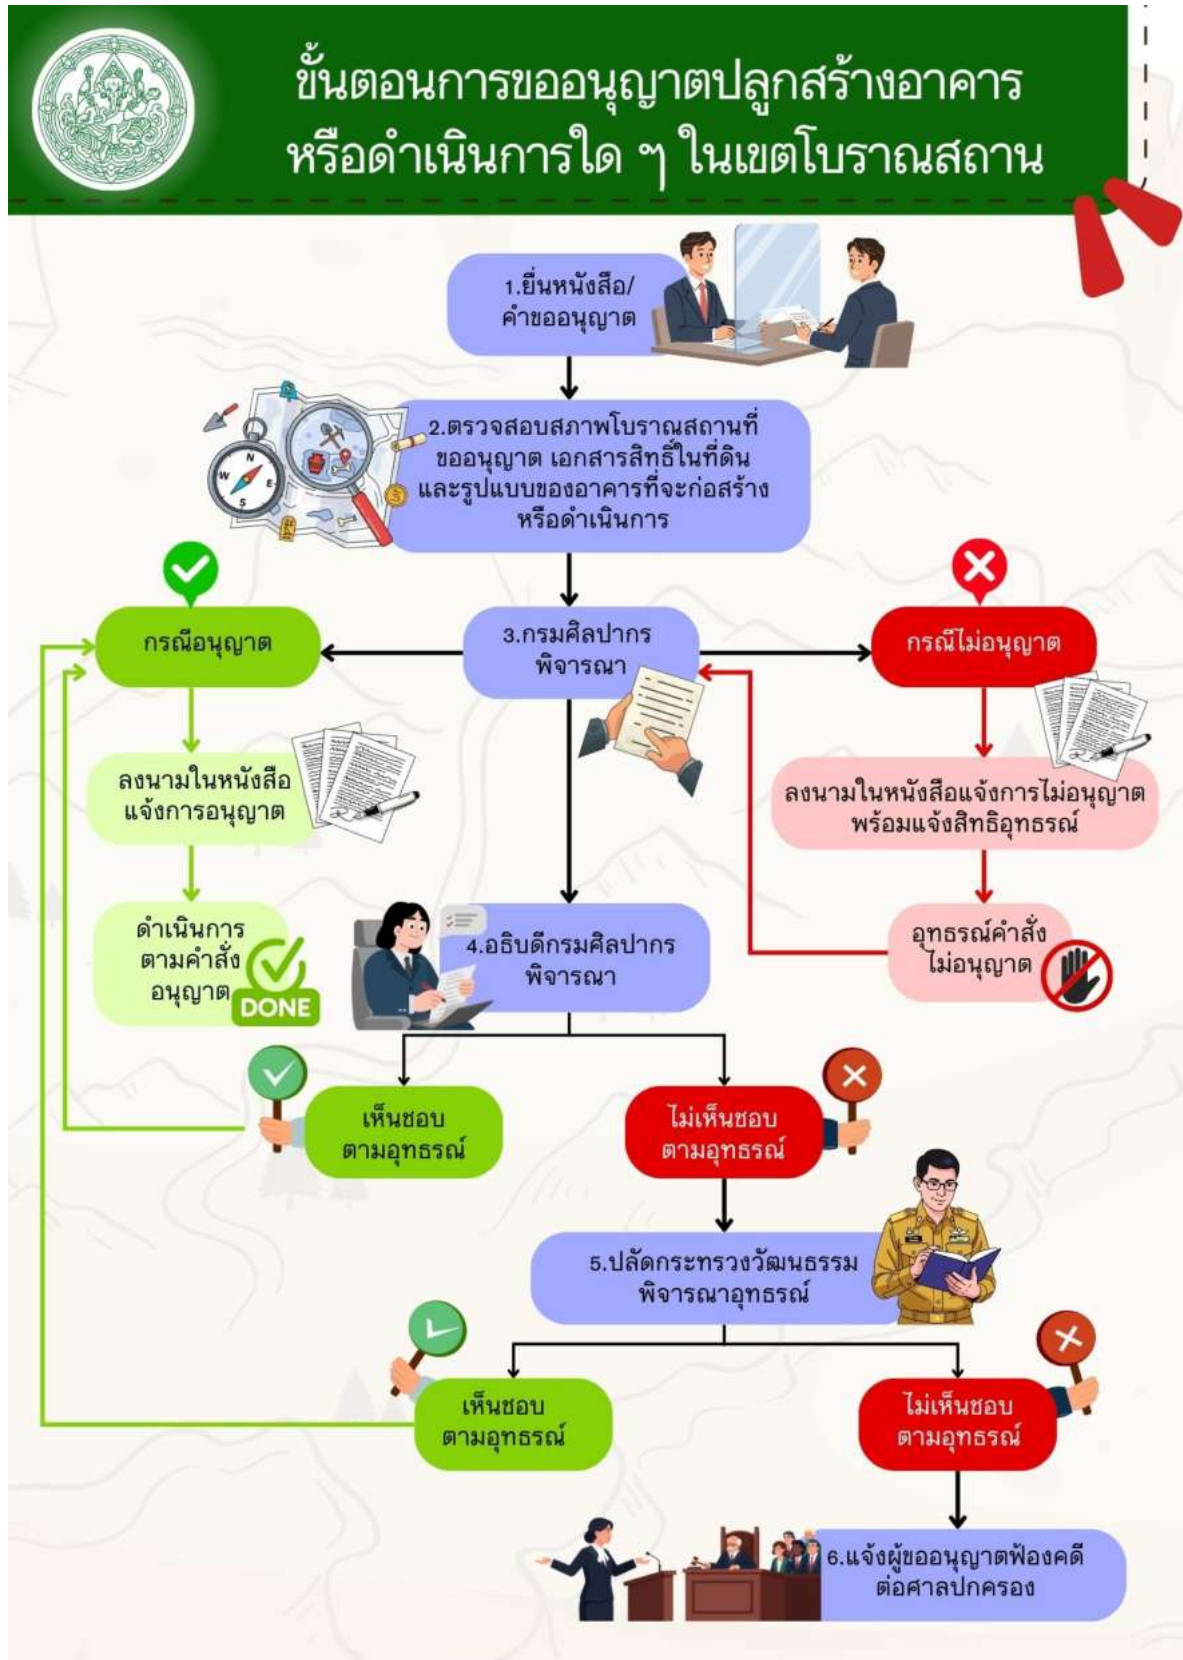 ขั้นตอนการขออนุญาตปลูกสร้างอาคาร
หรือดำเนินการใด ๆ ในเขตโบราณสถาน
1.ยื่นหนังสือ/
คำขออนุญาต
2.ตรวจสอบสภาพโบราณสถานที่
ขออนุญาต เอกสารสิทธิ์ในที่ดิน
และรูปแบบของอาคารที่จะก่อสร้าง
หรือดำเนินการ
N
W
E
S
กรณีอนุญาต
3.กรมศิลปากร
พิจารณา
กรณีไม่อนุญาต
ลงนามในหนังสือ
แจ้งการอนุญาต
ลงนามในหนังสือแจ้งการไม่อนุญาต
พร้อมแจ้งสิทธิอุทธรณ์
ดำเนินการ
ตามคำสั่ง
อนุญาต
DONE
4.อธิบดีกรมศิลปากร
พิจารณา
อุทธรณ์คำสั่ง
ไม่อนุญาต
เห็นชอบ
ตามอุทธรณ์
ไม่เห็นชอบ
ตามอุทธรณ์
5.ปลัดกระทรวงวัฒนธรรม
พิจารณาอุทธรณ์
เห็นชอบ
ตามอุทธรณ์
ไม่เห็นชอบ
ตามอุทธรณ์
6.แจ้งผู้ขออนุญาตฟ้องคดี
ต่อศาลปกครอง